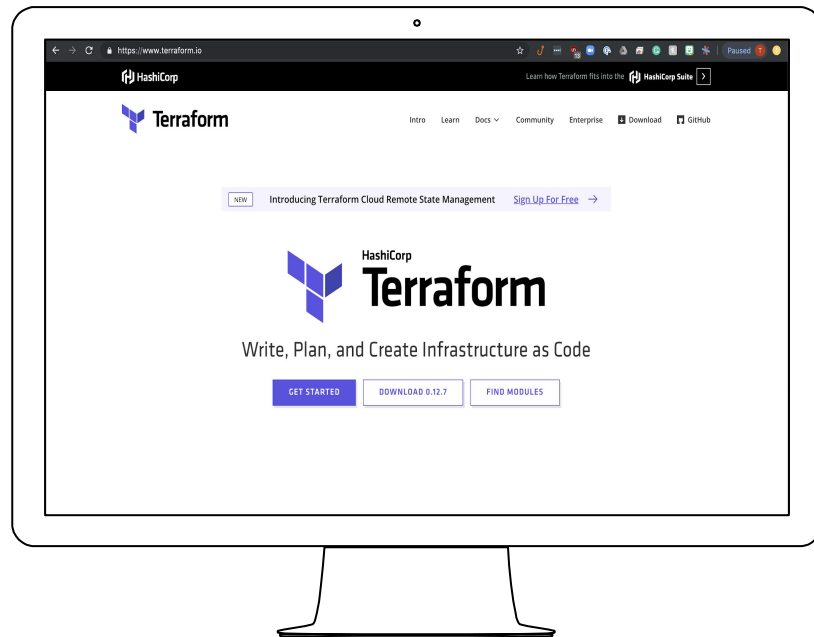 https://www.terraform.io
Paused T
HashiCorp
Learn how Terraform fits into the HashiCorp Suite
Terraform
Intro Learn Docs Community Enterprise Download GitHub
NEW Introducing Terraform Cloud Remote State Management Sign Up For Free →
HashiCorp
Terraform
Write, Plan, and Create Infrastructure as Code
GET STARTED DOWNLOAD 0.12.7 FIND MODULES